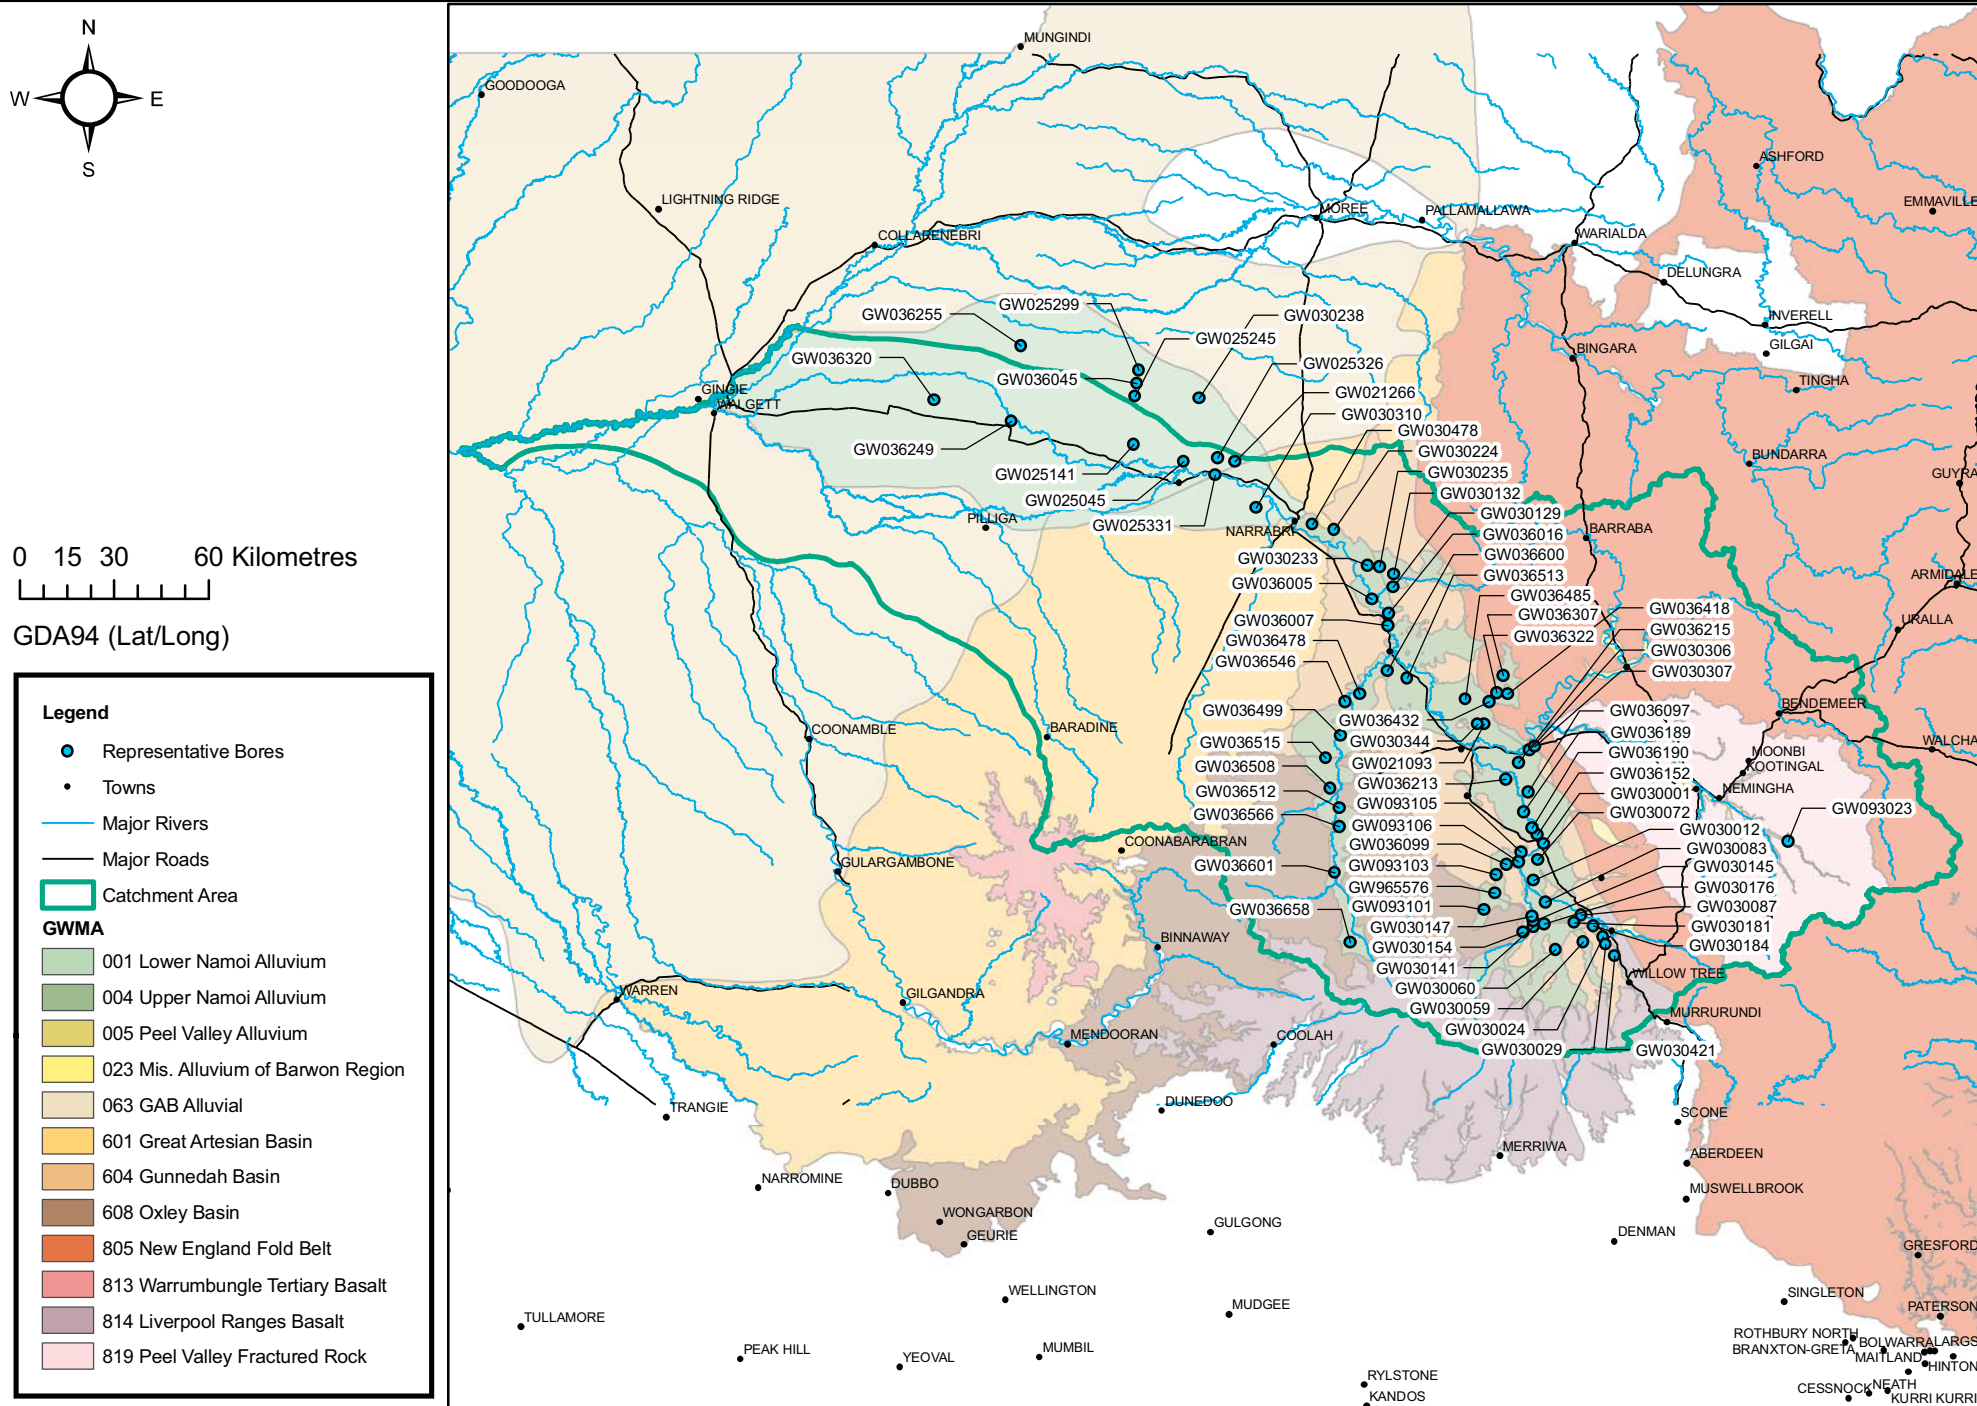 N
W
E
S
0 15 30 60 Kilometres
GDA94 (Lat/Long)
Legend
Representative Bores
Towns
Major Rivers
Major Roads
Catchment Area
GWMA
001 Lower Namoi Alluvium
004 Upper Namoi Alluvium
005 Peel Valley Alluvium
023 Mis. Alluvium of Barwon Region
063 GAB Alluvial
601 Great Artesian Basin
604 Gunnedah Basin
608 Oxley Basin
805 New England Fold Belt
813 Warrumbungle Tertiary Basalt
814 Liverpool Ranges Basalt
819 Peel Valley Fractured Rock
MUNGINDI
GOODOOGA
ASHFORD
EMMAVILLE
LIGHTNING RIDGE
MOREE
PALLAMALLAWA
COLLARENEBRI
WARIALDA
DELUNGRA
GW025299
GW036255
GW030238
INVERELL
GW025245
GILGAI
BINGARA
GW036320
GW025326
GW036045
TINGHA
GINGIE
WALGETT
GW021266
GW030310
GW030478
GW036249
GW030224
BUNDARRA
GW025141
GW030235
GUYRA
GW025045
GW030132
GW030129
PILLIGA
GW025331
NARRABRI
GW036016
BARRABA
GW030233
GW036600
GW036005
GW036513
ARMIDALE
GW036485
GW036307
GW036418
GW036007
GW036322
GW036215
URALLA
GW036478
GW030306
GW036546
GW030307
GW036499
GW036432
GW036097
BENDEMEER
COONAMBLE
BARADINE
GW036515
GW030344
GW036189
WALCHA
GW036508
GW021093
GW036190
MOONBI
KOOTINGAL
GW036512
GW036213
GW036152
NEMINGHA
GW036566
GW093105
GW030001
GW093023
GW093106
GW030072
COONABARABRAN
GW036099
GW030012
GW030083
GULARGAMBONE
GW036601
GW093103
GW030145
GW965576
GW030176
GW036658
GW093101
GW030087
GW030147
GW030181
BINNAWAY
GW030154
GW030184
GW030141
WILLOW TREE
GW030060
WARREN
GILGANDRA
GW030059
MURRURUNDI
MENDOORAN
COOLAH
GW030024
GW030029
GW030421
TRANGIE
DUNEDOO
SCONE
MERRIWA
ABERDEEN
NARROMINE
DUBBO
MUSWELLBROOK
WONGARBON
GEURIE
GULGONG
DENMAN
GRESFORD
WELLINGTON
MUDGEE
SINGLETON
TULLAMORE
PATERSON
PEAK HILL
YEOVAL
MUMBIL
ROTHBURY NORTH
BOLWARRA
LARGS
BRANXTON-GRETA
MAITLAND
HINTON
RYLSTONE
KANDOS
CESSNOCK
NEATH
KURRI KURRI